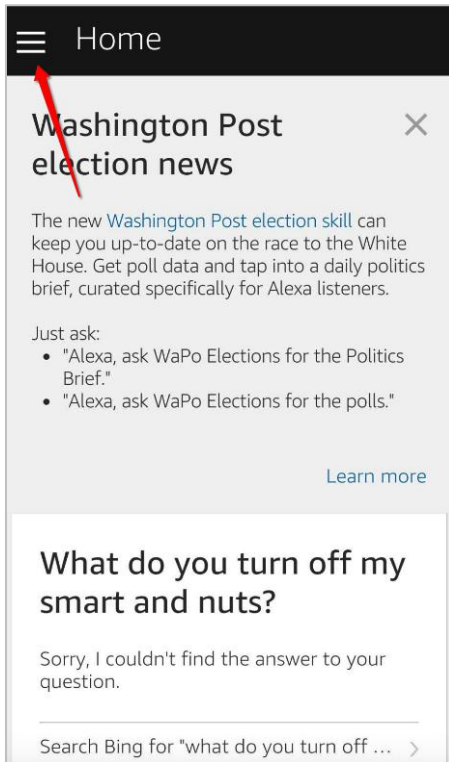 Home
Washington Post
election news
The new Washington Post election skill can
keep you up-to-date on the race to the White
House. Get poll data and tap into a daily politics
brief, curated specifically for Alexa listeners.
Just ask:
• "Alexa, ask WaPo Elections for the Politics
Brief."
• "Alexa, ask WaPo Elections for the polls."
Learn more
What do you turn off my
smart and nuts?
Sorry, I couldn't find the answer to your
question.
Search Bing for "what do you turn off ...